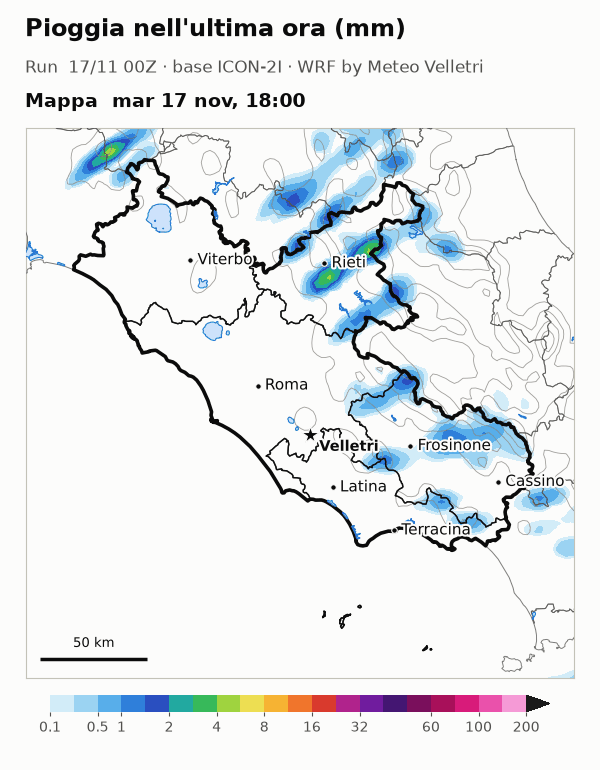 Pioggia nell'ultima ora (mm)
Run  17/11 00Z · base ICON-2I · WRF by Meteo Velletri
Mappa  mar 17 nov, 18:00
Viterbo
Rieti
Roma
Velletri
Frosinone
Latina
Cassino
Terracina
50 km
0.1 0.5 1 2 4 8 16 32 60 100 200